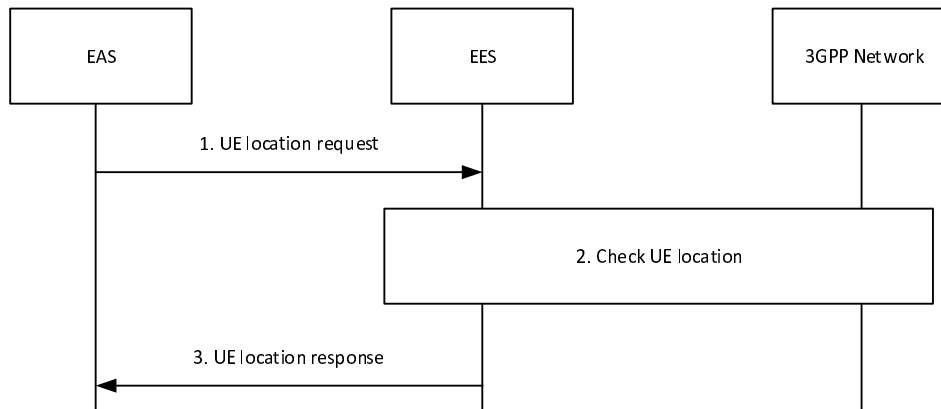 EAS
EES
3GPP Network
1. UE location request
2. Check UE location
3. UE location response